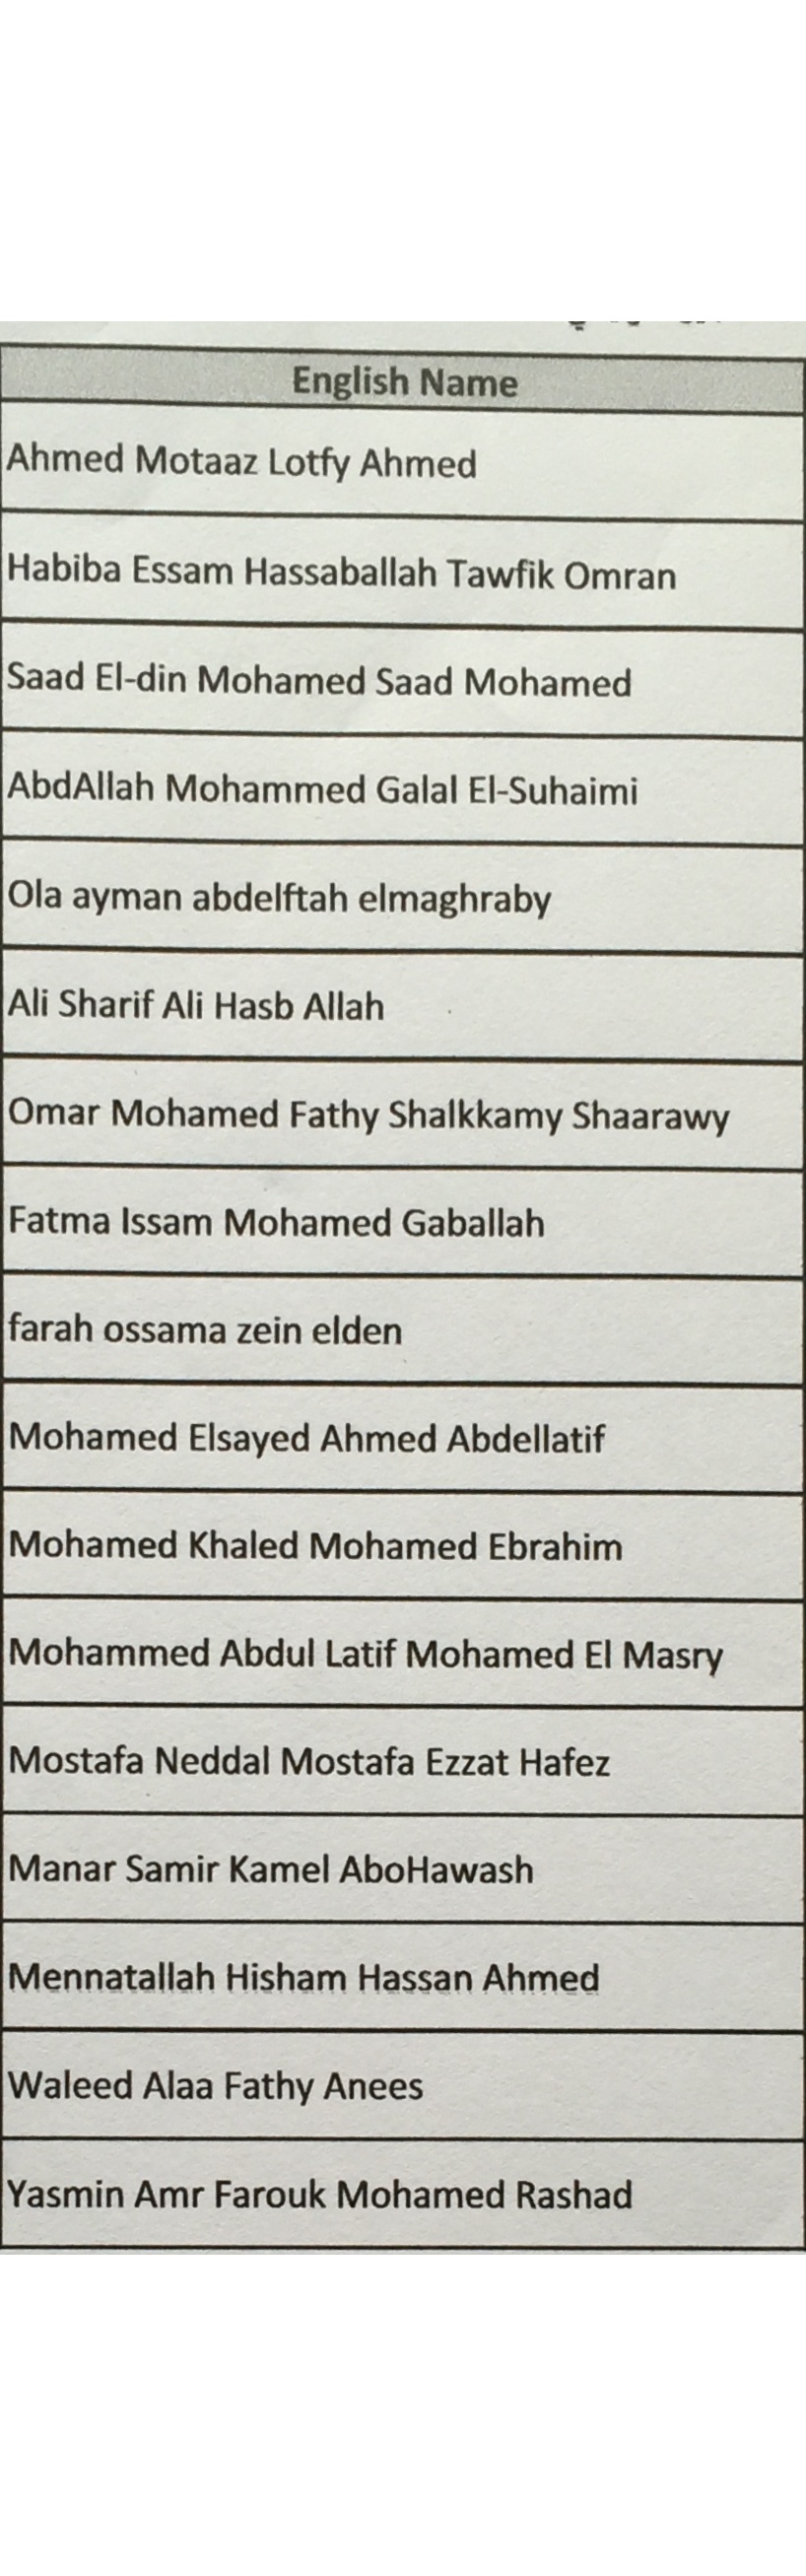 English Name
Ahmed Motaaz Lotfy Ahmed
Habiba Essam Hassaballah Tawfik Omran
Saad El-din Mohamed Saad Mohamed
AbdAllah Mohammed Galal El-Suhaimi
Ola ayman abdelftah elmaghraby
Ali Sharif Ali Hasb Allah
Omar Mohamed Fathy Shalkkamy Shaarawy
Fatma Issam Mohamed Gaballah
farah ossama zein elden
Mohamed Elsayed Ahmed Abdellatif
Mohamed Khaled Mohamed Ebrahim
Mohammed Abdul Latif Mohamed El Masry
Mostafa Neddal Mostafa Ezzat Hafez
Manar Samir Kamel AboHawash
Mennatallah Hisham Hassan Ahmed
Waleed Alaa Fathy Anees
Yasmin Amr Farouk Mohamed Rashad